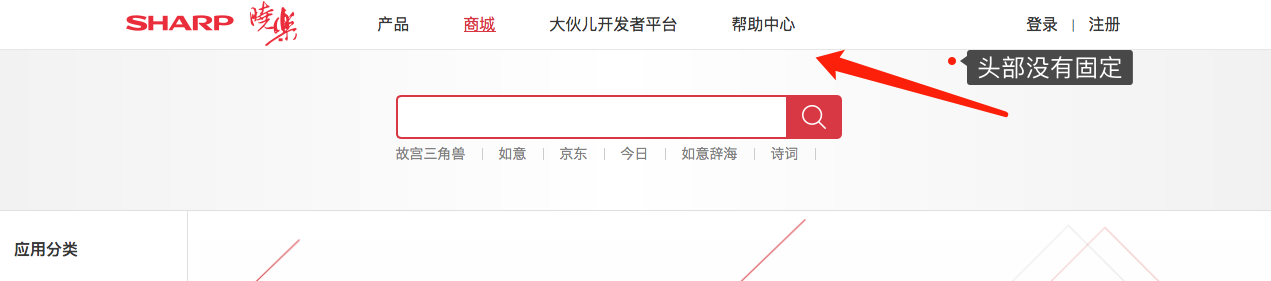 SHARP 曉樂 产品 商城 大伙儿开发者平台 帮助中心 登录 | 注册
头部没有固定
故宫三角兽 | 如意 | 京东 | 今日 | 如意辞海 | 诗词 |
应用分类